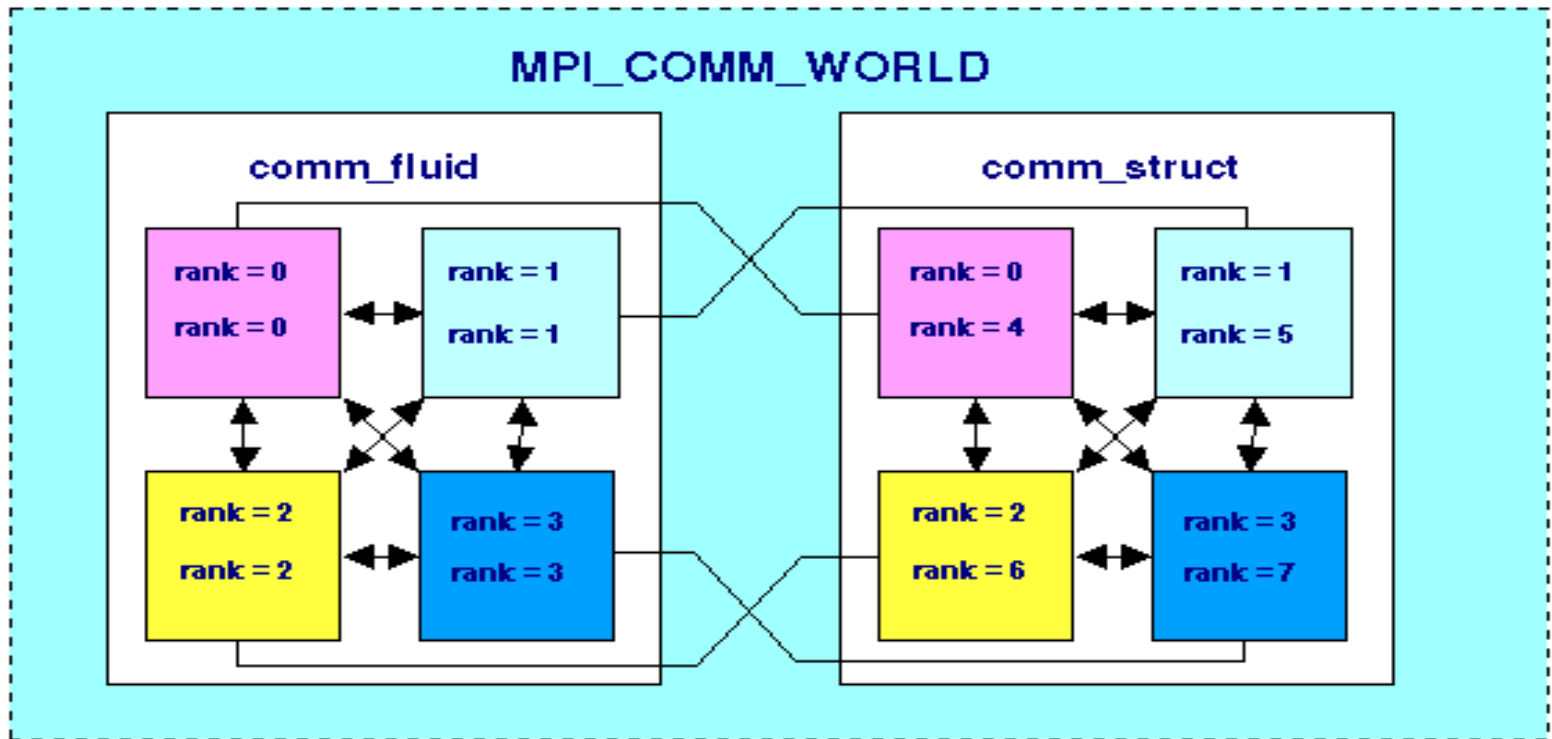 MPI_COMM_WORLD
comm_fluid
rank = 0
rank = 0
rank = 1
rank = 1
rank = 2
rank = 2
rank = 3
rank = 3
comm_struct
rank = 0
rank = 4
rank = 1
rank = 5
rank = 2
rank = 6
rank = 3
rank = 7